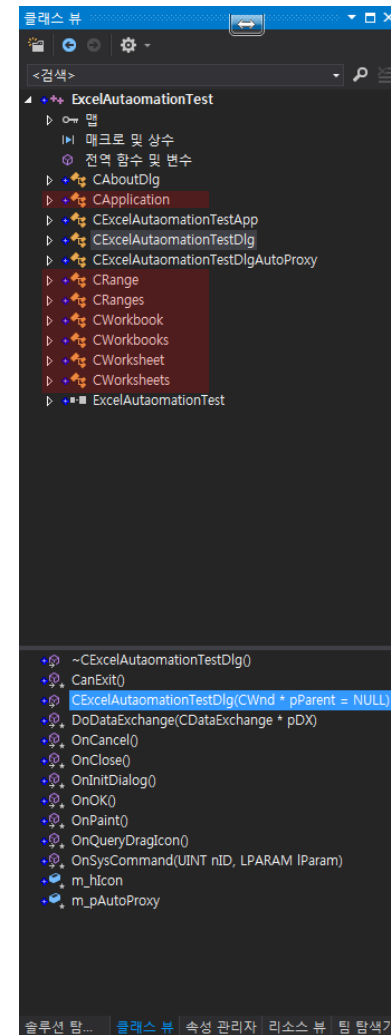 클래스 뷰
<검색>
ExcelAutaomationTest
맵
매크로 및 상수
전역 함수 및 변수
CAboutDlg
CApplication
CExcelAutaomationTestApp
CExcelAutaomationTestDlg
CExcelAutaomationTestDlgAutoProxy
CRange
CRanges
CWorkbook
CWorkbooks
CWorksheet
CWorksheets
ExcelAutaomationTest
~CExcelAutaomationTestDlg()
CanExit()
CExcelAutaomationTestDlg(CWnd * pParent = NULL)
DoDataExchange(CDataExchange * pDX)
OnCancel()
OnClose()
OnInitDialog()
OnOK()
OnPaint()
OnQueryDragIcon()
OnSysCommand(UINT nID, LPARAM lParam)
m_hIcon
m_pAutoProxy
솔루션 탐... 클래스 뷰 속성 관리자 리소스 뷰 팀 탐색기